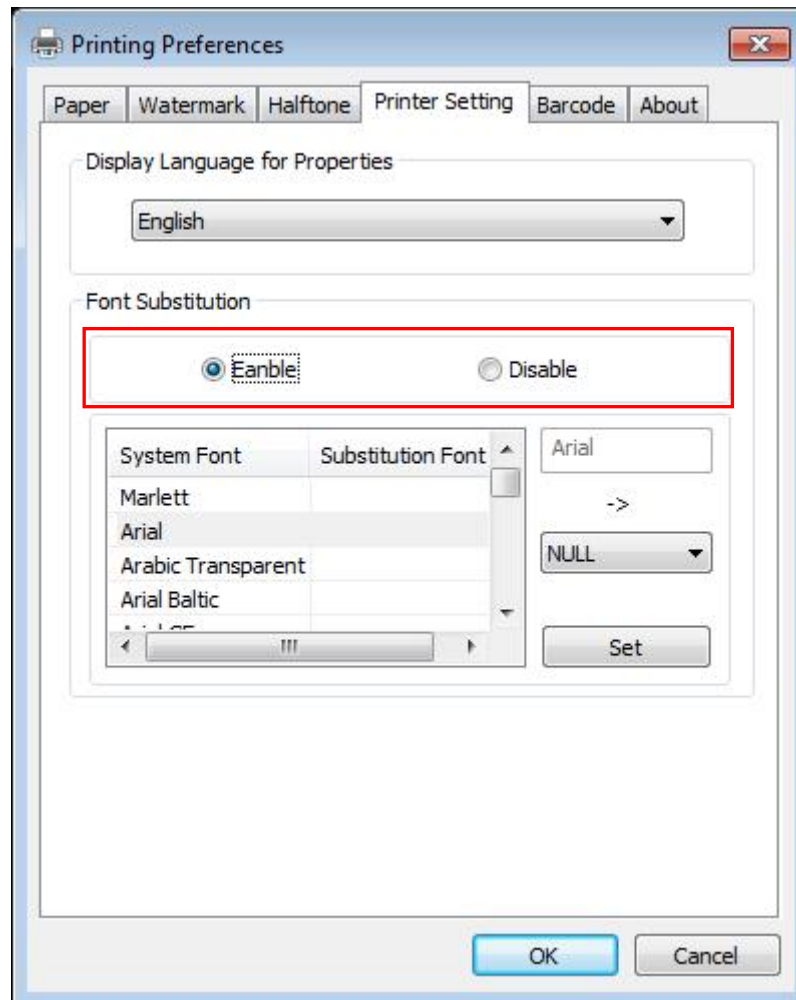 Printing Preferences
Paper Watermark Halftone Printer Setting Barcode About
Display Language for Properties
English
Font Substitution
Eanble Disable
System Font Substitution Font
Marlett
Arial
Arabic Transparent
Arial Baltic
Arial
->
NULL
Set
OK Cancel